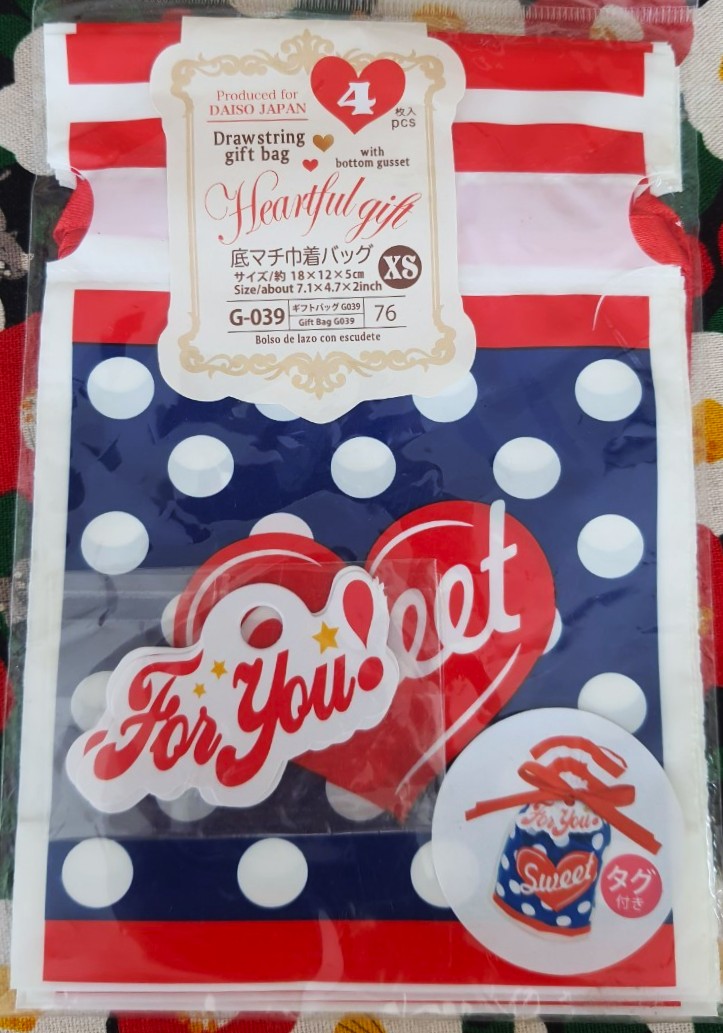 Produced for
DAISO JAPAN
4
枚入
pcs
Drawstring
gift bag
with
bottom gusset
Heartful gift
底マチ巾着バッグ
サイズ/約 18×12×5cm
Size/about 7.1×4.7×2inch
XS
G-039
ギフトバッグ G039
Gift Bag G039
76
Bolso de lazo con escudete
eet
For You!
For You!
Sweet
タグ
付き